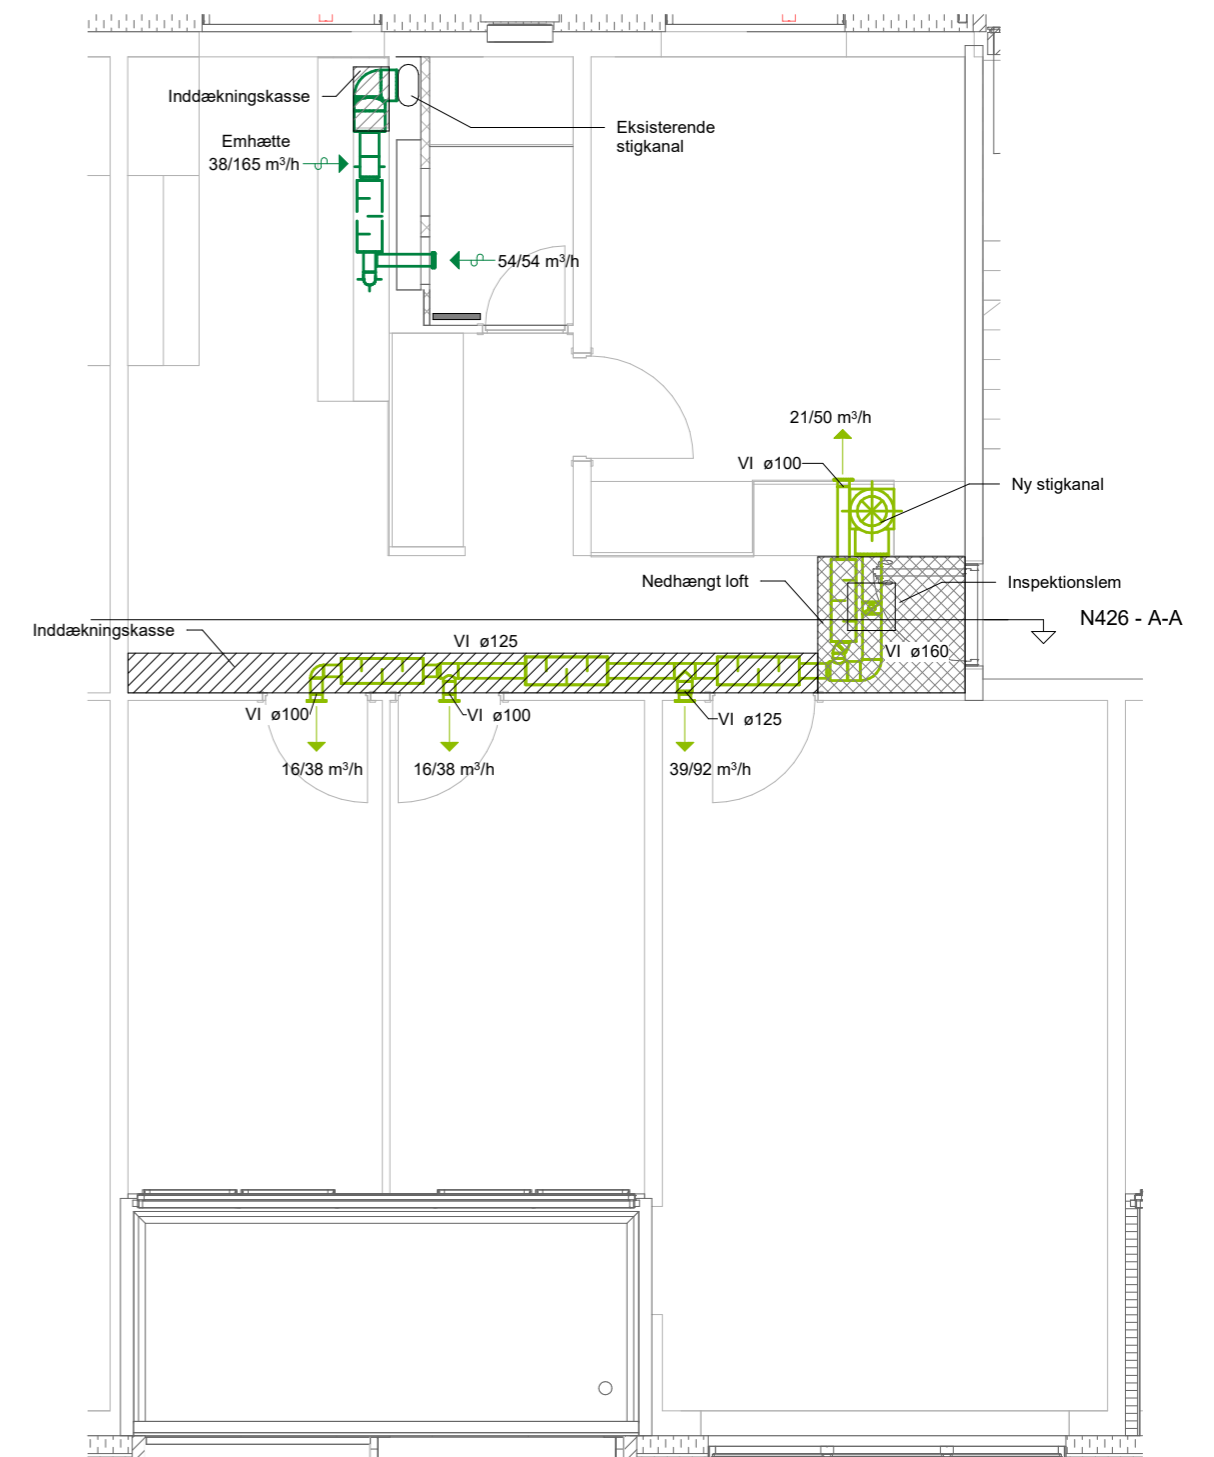 Inddækningskasse
Emhætte
38/165 m³/h
Eksisterende
stigkanal
54/54 m³/h
21/50 m³/h
VI ø100
Ny stigkanal
Nedhængt loft
Inspektionslem
N426 - A-A
Inddækningskasse
VI ø125
VI ø160
VI ø100
VI ø100
VI ø125
16/38 m³/h
16/38 m³/h
39/92 m³/h